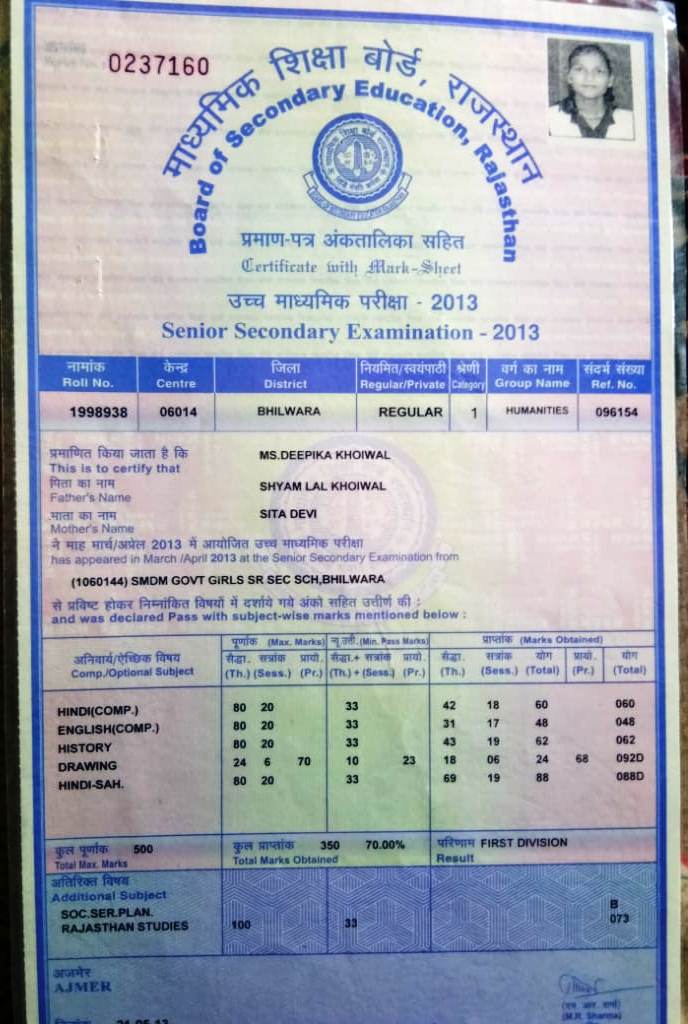 0237160
माध्यमिक शिक्षा बोर्ड, राजस्थान
Board of Secondary Education, Rajasthan
प्रमाण-पत्र अंकतालिका सहित
Certificate with Mark-Sheet
उच्च माध्यमिक परीक्षा - 2013
Senior Secondary Examination - 2013
नामांक केन्द्र जिला नियमित/स्वयंपाठी श्रेणी वर्ग का नाम संदर्भ संख्या
Roll No. Centre District Regular/Private Category Group Name Ref. No.
1998938 06014 BHILWARA REGULAR 1 HUMANITIES 096154
प्रमाणित किया जाता है कि MS.DEEPIKA KHOIWAL
This is to certify that
पिता का नाम SHYAM LAL KHOIWAL
Father's Name
माता का नाम SITA DEVI
Mother's Name
ने माह मार्च/अप्रेल 2013 में आयोजित उच्च माध्यमिक परीक्षा
has appeared in March /April 2013 at the Senior Secondary Examination from
(1060144) SMDM GOVT GiRLS SR SEC SCH,BHILWARA
से प्रविष्ट होकर निम्नांकित विषयों में दर्शाये गये अंको सहित उत्तीर्ण की :
and was declared Pass with subject-wise marks mentioned below :
अनिवार्य/ऐच्छिक विषय पूर्णांक (Max. Marks) न्यू.उत्ती. (Min. Pass Marks) प्राप्तांक (Marks Obtained)
सैद्धा. सत्रांक प्रायो. सैद्धा.+ सत्रांक प्रायो. सैद्धा. सत्रांक योग प्रायो. योग
Comp./Optional Subject (Th.) (Sess.) (Pr.) (Th.) + (Sess.) (Pr.) (Th.) (Sess.) (Total) (Pr.) (Total)
HINDI(COMP.) 80 20 33 42 18 60 060
ENGLISH(COMP.) 80 20 33 31 17 48 048
HISTORY 80 20 33 43 19 62 062
DRAWING 24 6 70 10 23 18 06 24 68 092D
HINDI-SAH. 80 20 33 69 19 88 088D
कुल पूर्णांक 500 कुल प्राप्तांक 350 70.00% परिणाम FIRST DIVISION
Total Max. Marks Total Marks Obtained Result
अतिरिक्त विषय
Additional Subject
SOC.SER.PLAN. B
RAJASTHAN STUDIES 100 33 073
अजमेर
AJMER
(एम. आर. शर्मा)
(M.R. Sharma)
दिनांक 21-05-13